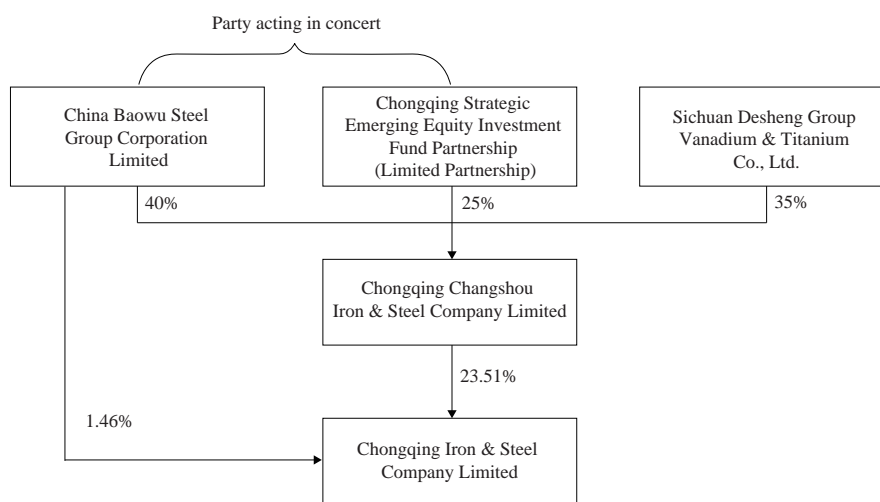 Party acting in concert
China Baowu Steel
Group Corporation
Limited
Chongqing Strategic
Emerging Equity Investment
Fund Partnership
(Limited Partnership)
Sichuan Desheng Group
Vanadium & Titanium
Co., Ltd.
40%
25%
35%
Chongqing Changshou
Iron & Steel Company Limited
23.51%
1.46%
Chongqing Iron & Steel
Company Limited